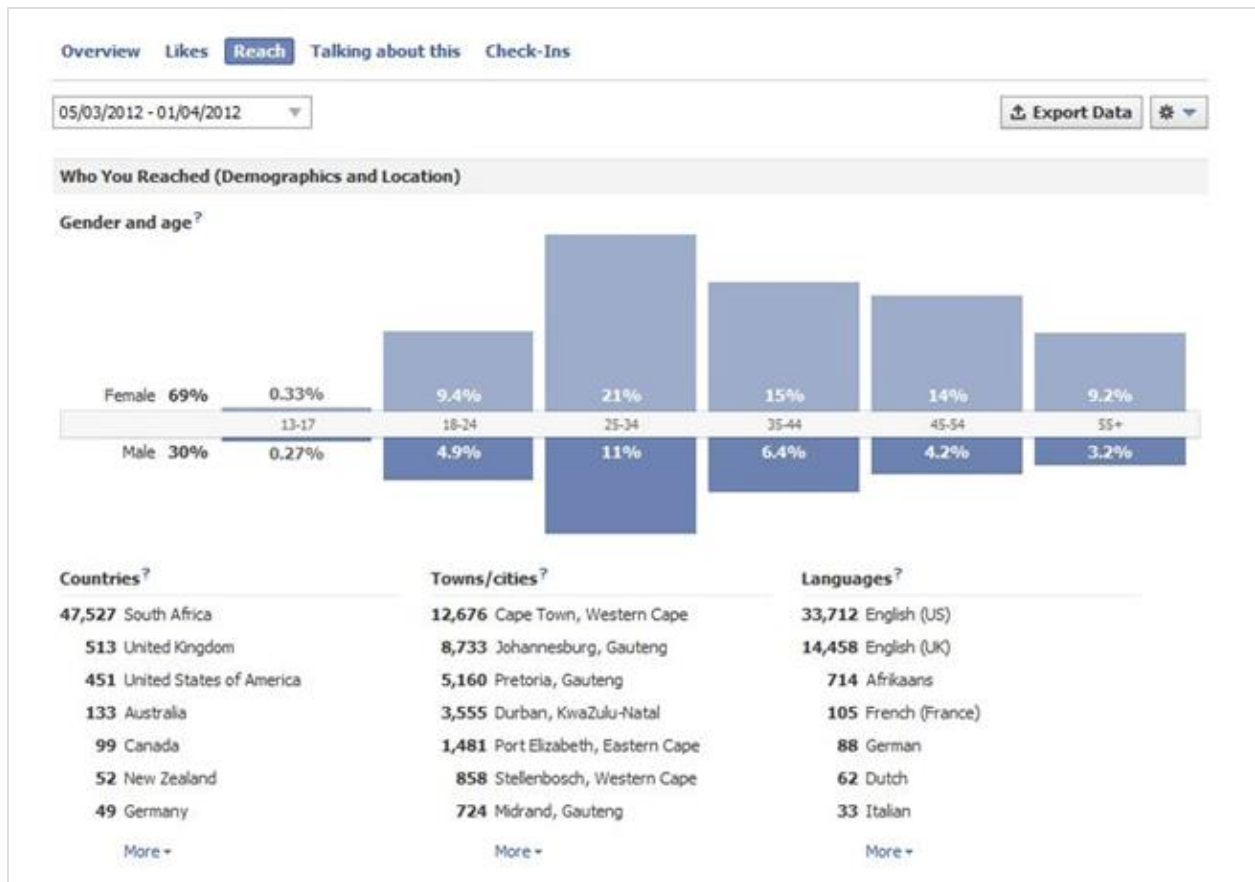 Overview Likes Reach Talking about this Check-Ins
05/03/2012 - 01/04/2012 Export Data
Who You Reached (Demographics and Location)
Gender and age?
Female 69% 0.33% 9.4% 21% 15% 14% 9.2%
13-17 18-24 25-34 35-44 45-54 55+
Male 30% 0.27% 4.9% 11% 6.4% 4.2% 3.2%
Countries?
47,527 South Africa
513 United Kingdom
451 United States of America
133 Australia
99 Canada
52 New Zealand
49 Germany
More
Towns/cities?
12,676 Cape Town, Western Cape
8,733 Johannesburg, Gauteng
5,160 Pretoria, Gauteng
3,555 Durban, KwaZulu-Natal
1,481 Port Elizabeth, Eastern Cape
858 Stellenbosch, Western Cape
724 Midrand, Gauteng
More
Languages?
33,712 English (US)
14,458 English (UK)
714 Afrikaans
105 French (France)
88 German
62 Dutch
33 Italian
More